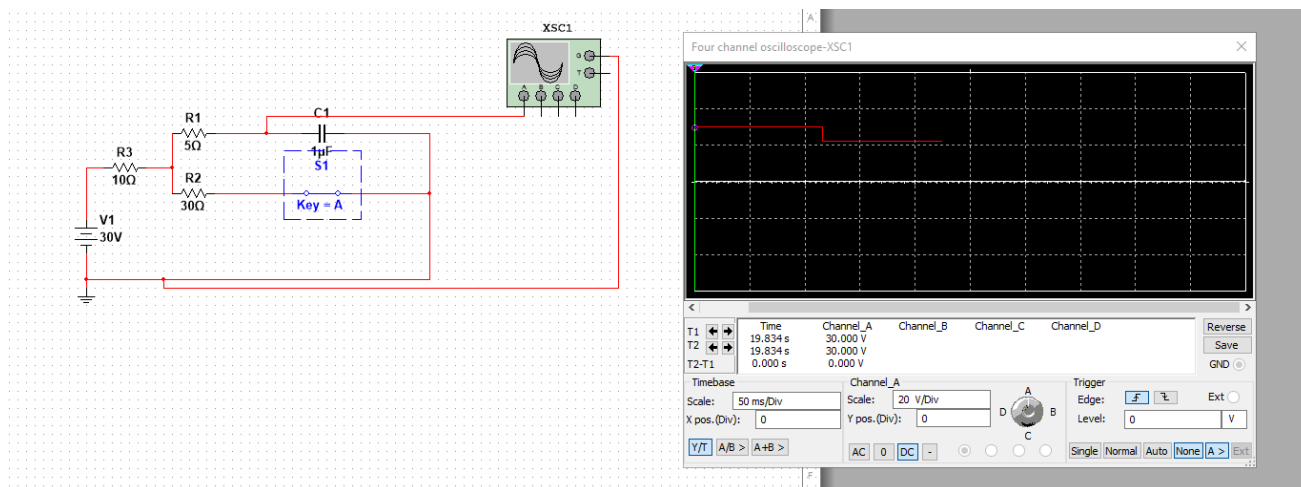 A
XSC1
G
T
A B C D
R1
5Ω
C1
1µF
S1
Key = A
R3
10Ω
R2
30Ω
V1
30V
F
Four channel oscilloscope-XSC1
Time Channel_A Channel_B Channel_C Channel_D
T1 19.834 s 30.000 V
T2 19.834 s 30.000 V
T2-T1 0.000 s 0.000 V
Reverse
Save
GND
Timebase
Scale: 50 ms/Div
X pos.(Div): 0
Y/T A/B > A+B >
Channel_A
Scale: 20 V/Div
Y pos.(Div): 0
AC 0 DC -
A
D B
C
Trigger
Edge: Ext
Level: 0 V
Single Normal Auto None A > Ext